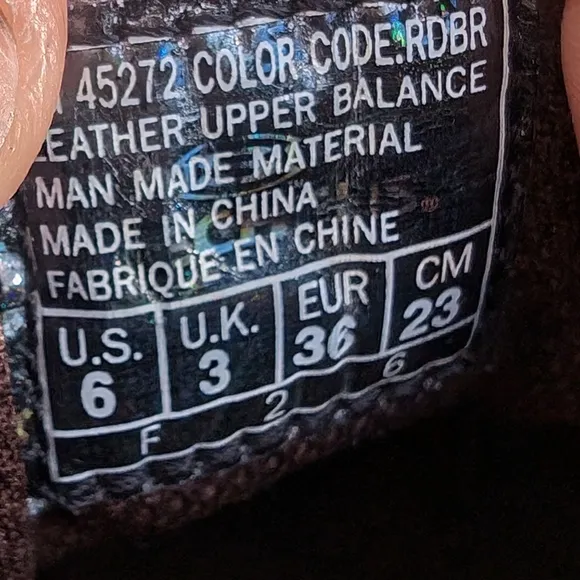 45272 COLOR CODE:RDBR
LEATHER UPPER BALANCE
MAN MADE MATERIAL
MADE IN CHINA
FABRIQUE EN CHINE
U.S. U.K. EUR CM
6 3 36 23
F 2 6